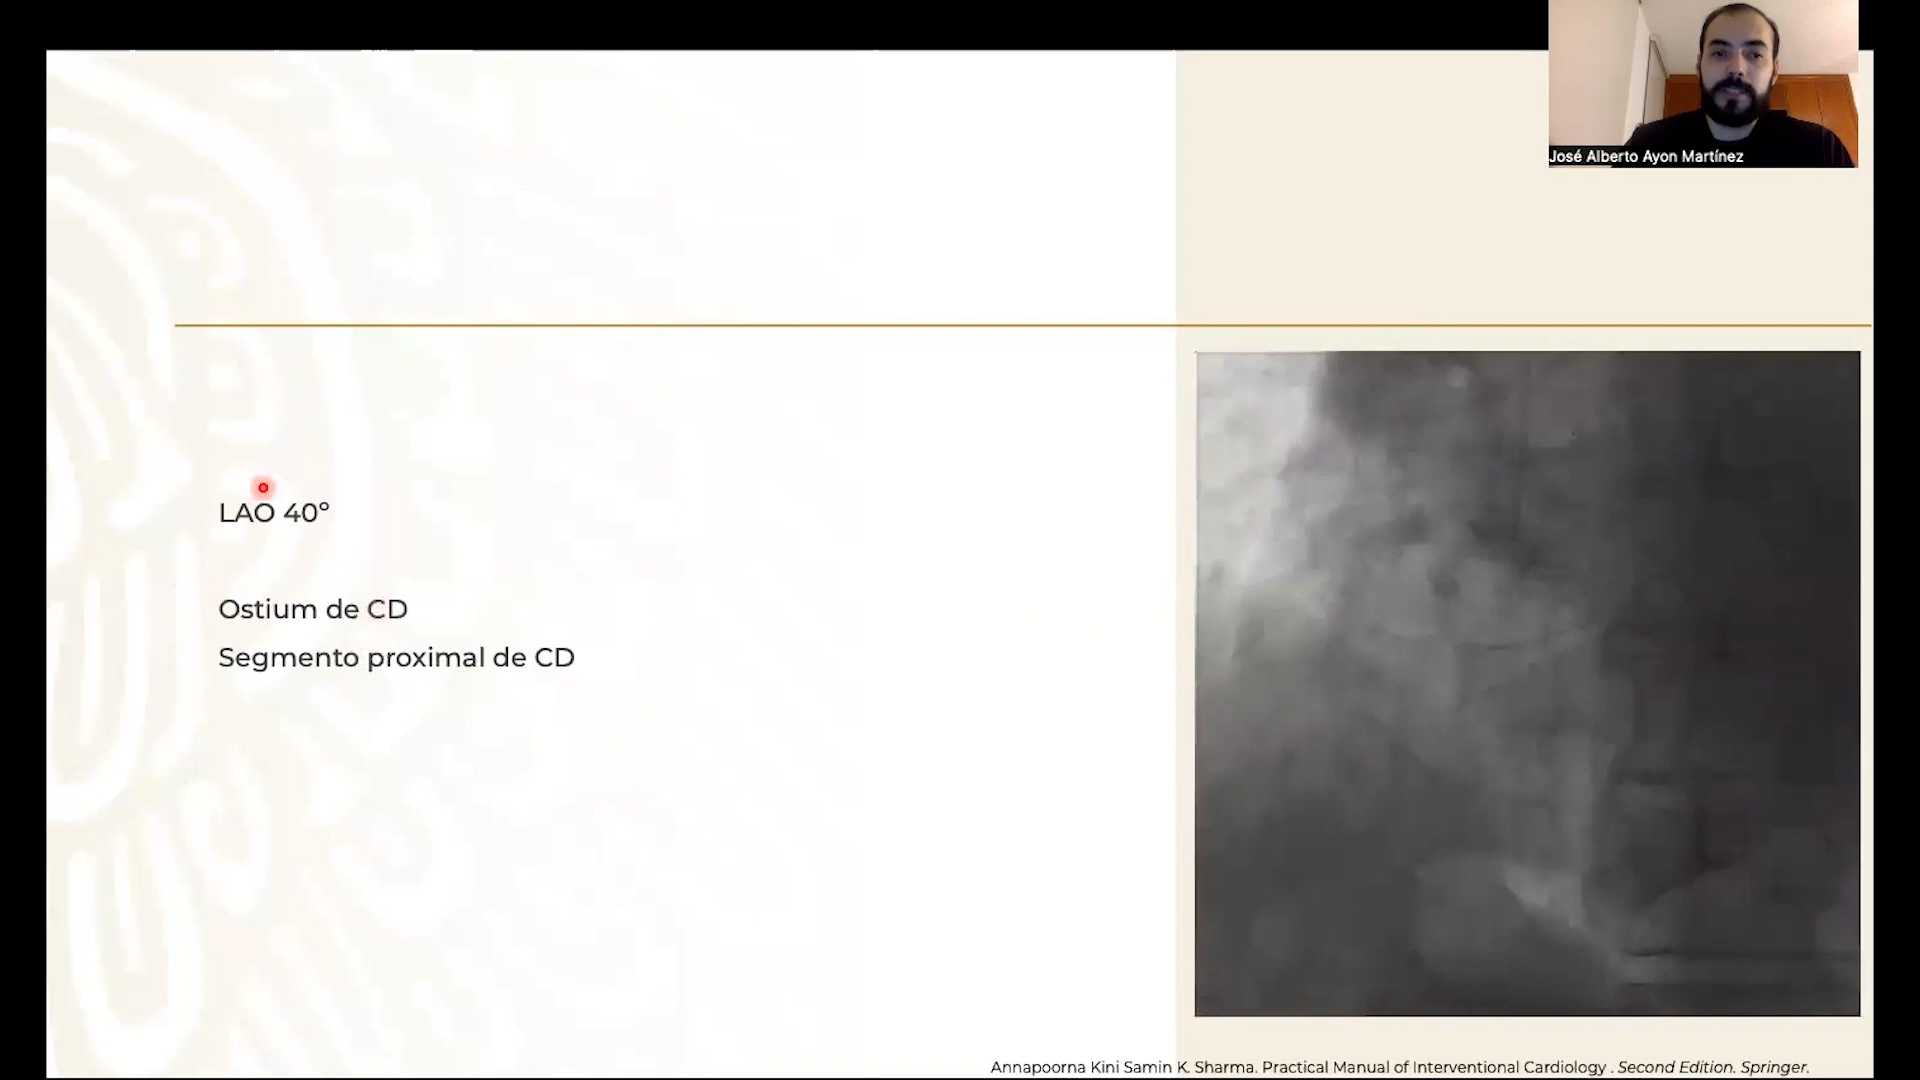 José Alberto Ayon Martínez
LAO 40°
Ostium de CD
Segmento proximal de CD
Annapoorna Kini Samin K. Sharma. Practical Manual of Interventional Cardiology . Second Edition. Springer.